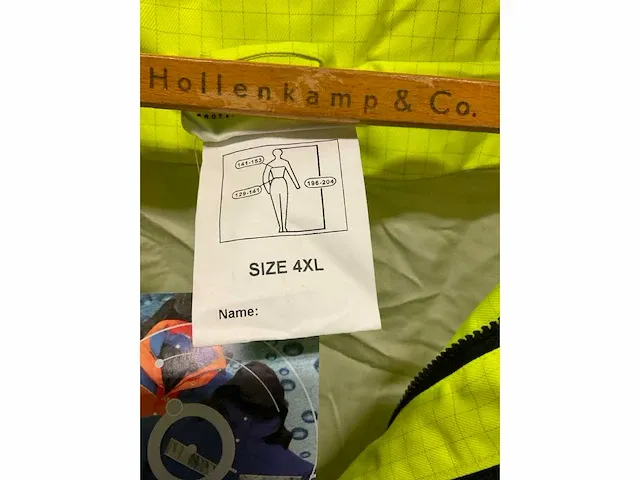 Hollenkamp & Co.
141-153
129-141
196-204
SIZE 4XL
Name: